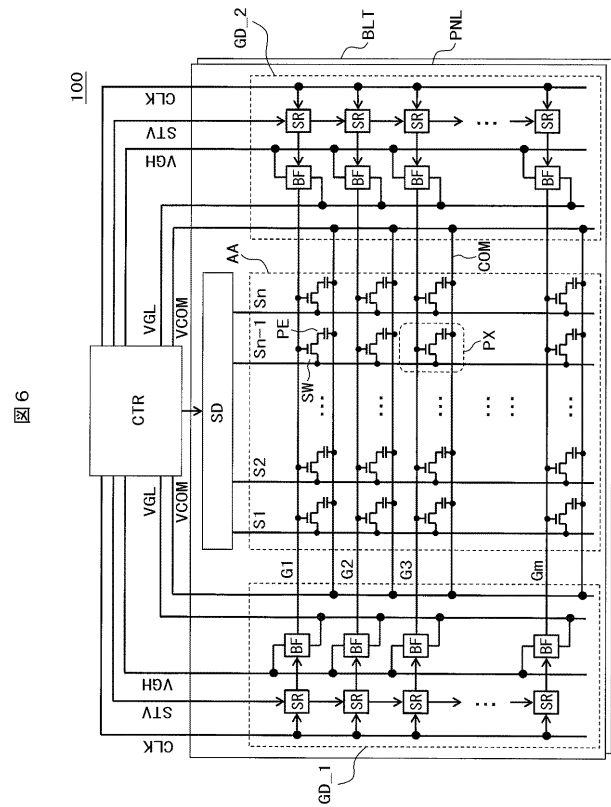 図 6
100
GD_2
BLT
PNL
CLK
STV
VGH
VGL
VCOM
AA
CTR
SD
VGL
VCOM
VGH
STV
CLK
GD_1
SR SR SR ... SR
BF BF BF BF
Sn
Sn-1
PE
SW
COM
PX
... ... ... ... ... ...
S2
S1
G1 G2 G3 Gm
BF BF BF BF
SR SR SR ... SR